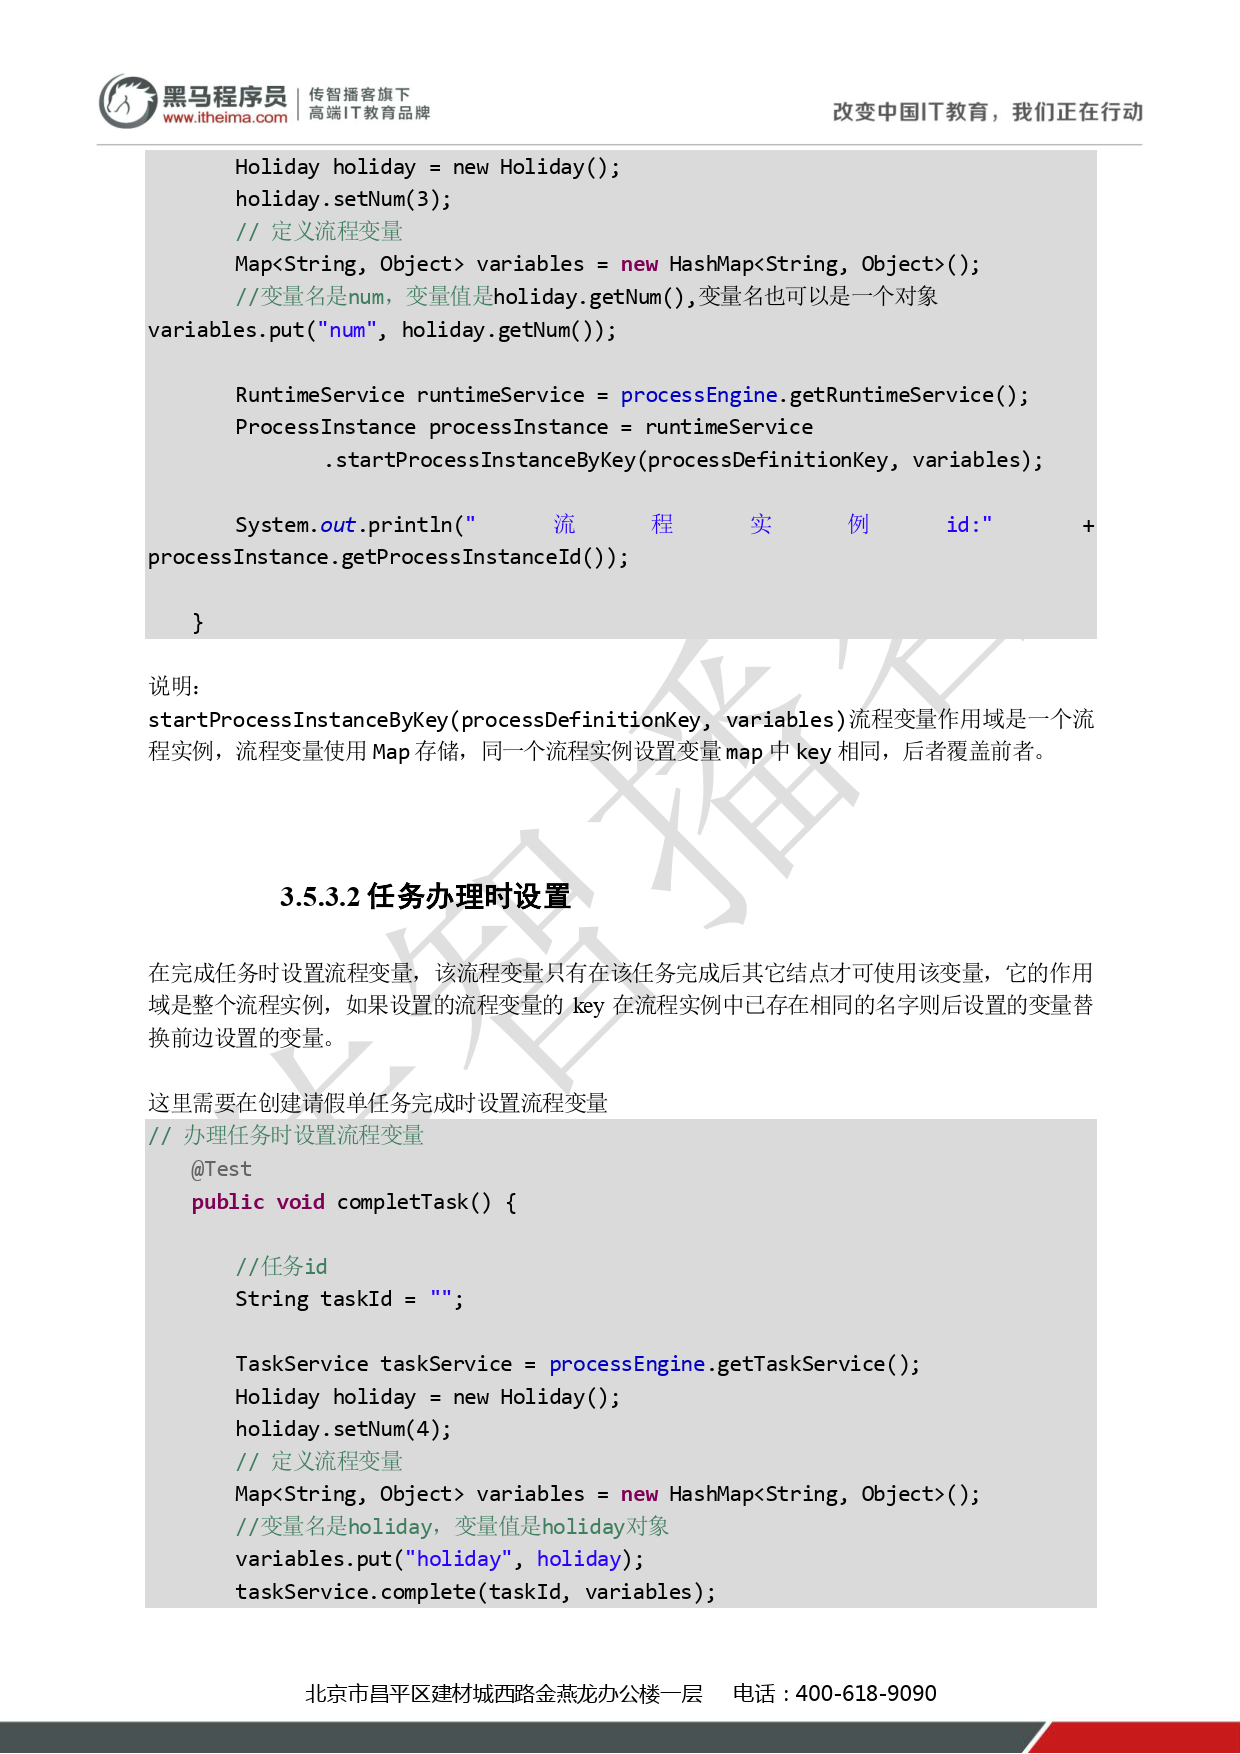 黑马程序员 传智播客旗下
www.itheima.com 高端IT教育品牌
改变中国IT教育，我们正在行动
Holiday holiday = new Holiday();
holiday.setNum(3);
// 定义流程变量
Map<String, Object> variables = new HashMap<String, Object>();
//变量名是num，变量值是holiday.getNum(),变量名也可以是一个对象
variables.put("num", holiday.getNum());
RuntimeService runtimeService = processEngine.getRuntimeService();
ProcessInstance processInstance = runtimeService
.startProcessInstanceByKey(processDefinitionKey, variables);
System.out.println(" 流 程 实 例 id:" +
processInstance.getProcessInstanceId());
}
说明：
startProcessInstanceByKey(processDefinitionKey, variables)流程变量作用域是一个流
程实例，流程变量使用 Map 存储，同一个流程实例设置变量 map 中 key 相同，后者覆盖前者。
3.5.3.2 任务办理时设置
在完成任务时设置流程变量，该流程变量只有在该任务完成后其它结点才可使用该变量，它的作用
域是整个流程实例，如果设置的流程变量的 key 在流程实例中已存在相同的名字则后设置的变量替
换前边设置的变量。
这里需要在创建请假单任务完成时设置流程变量
// 办理任务时设置流程变量
@Test
public void completTask() {
//任务id
String taskId = "";
TaskService taskService = processEngine.getTaskService();
Holiday holiday = new Holiday();
holiday.setNum(4);
// 定义流程变量
Map<String, Object> variables = new HashMap<String, Object>();
//变量名是holiday，变量值是holiday对象
variables.put("holiday", holiday);
taskService.complete(taskId, variables);
北京市昌平区建材城西路金燕龙办公楼一层 电话：400-618-9090